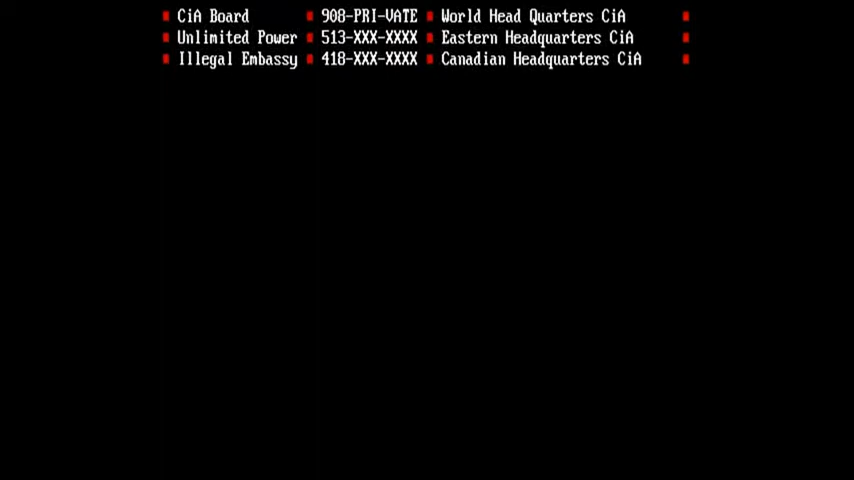 CiA Board 908-PRI-VATE World Head Quarters CiA
Unlimited Power 513-XXX-XXXX Eastern Headquarters CiA
Illegal Embassy 418-XXX-XXXX Canadian Headquarters CiA